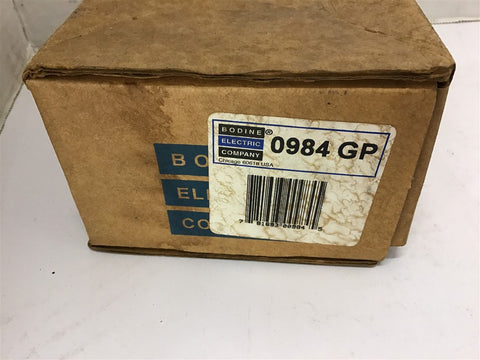 BODINE®
ELECTRIC
COMPANY
0984 GP
Chicago 60618 USA
BO
ELE
CO